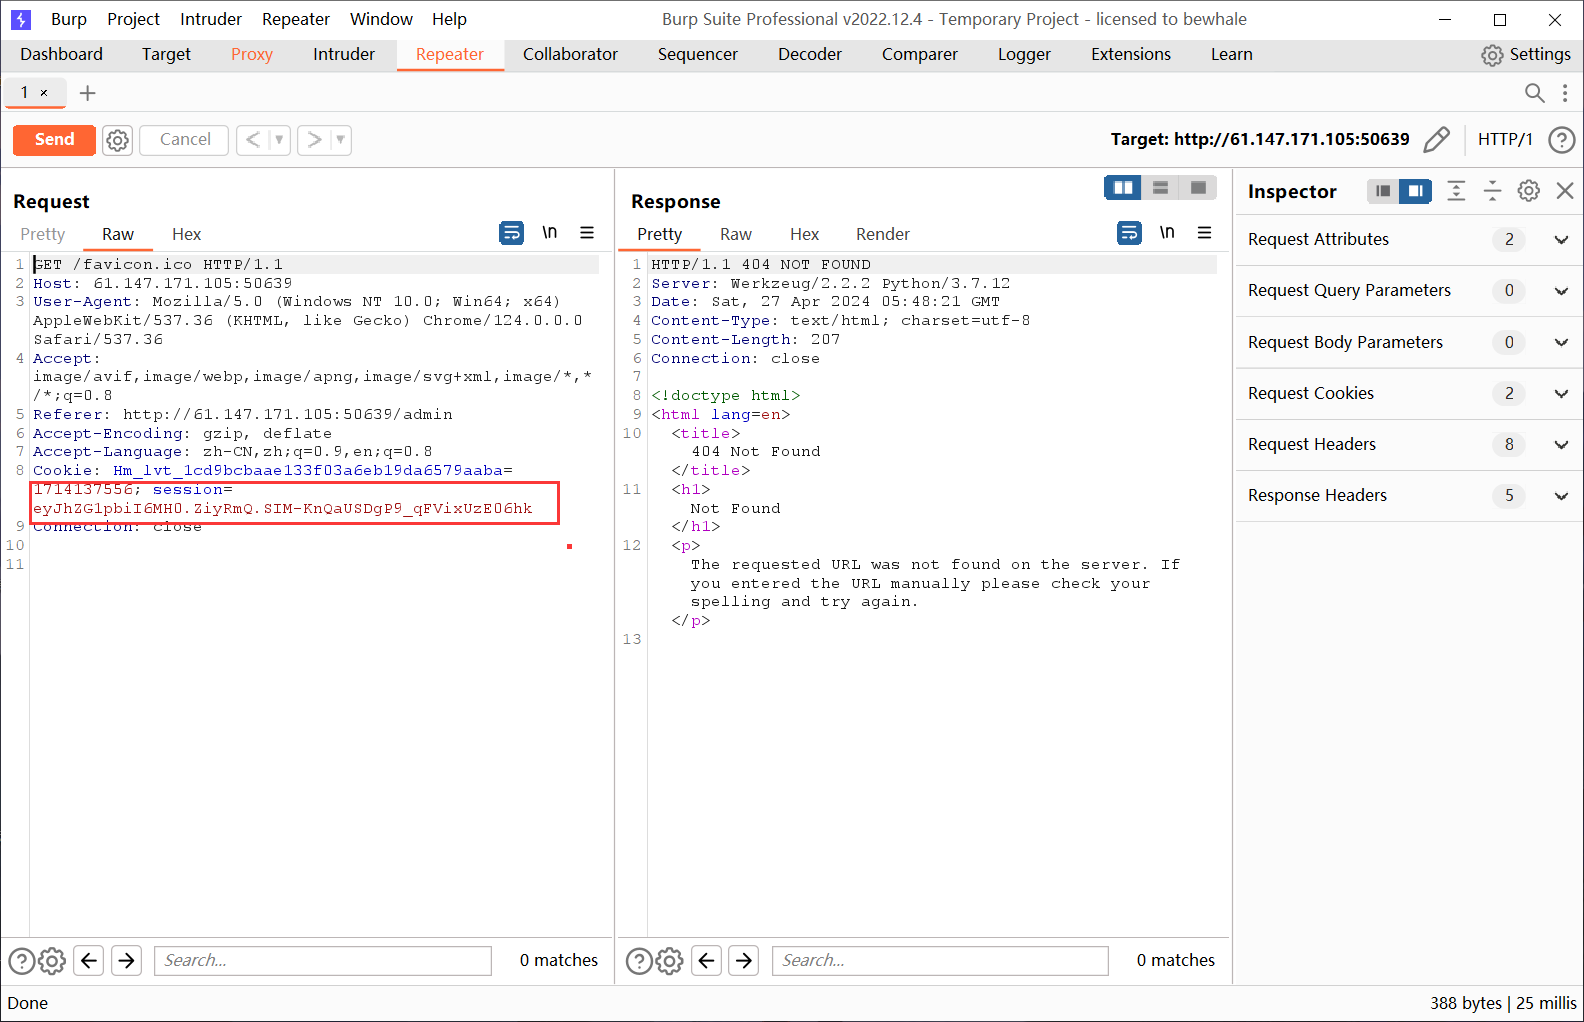 Burp Project Intruder Repeater Window Help Burp Suite Professional v2022.12.4 - Temporary Project - licensed to bewhale
Dashboard Target Proxy Intruder Repeater Collaborator Sequencer Decoder Comparer Logger Extensions Learn Settings
1 ×
Send Cancel Target: http://61.147.171.105:50639 HTTP/1
Request
Pretty Raw Hex \n
1 GET /favicon.ico HTTP/1.1
2 Host: 61.147.171.105:50639
3 User-Agent: Mozilla/5.0 (Windows NT 10.0; Win64; x64)
AppleWebKit/537.36 (KHTML, like Gecko) Chrome/124.0.0.0
Safari/537.36
4 Accept:
image/avif,image/webp,image/apng,image/svg+xml,image/*,*
/*;q=0.8
5 Referer: http://61.147.171.105:50639/admin
6 Accept-Encoding: gzip, deflate
7 Accept-Language: zh-CN,zh;q=0.9,en;q=0.8
8 Cookie: Hm_lvt_1cd9bcbaae133f03a6eb19da6579aaba=
1714137556; session=
eyJhZG1pbiI6MH0.ZiyRmQ.SIM-KnQaUSDgP9_qFVixUzE06hk
9 Connection: close
10
11
Search... 0 matches
Response
Pretty Raw Hex Render \n
1 HTTP/1.1 404 NOT FOUND
2 Server: Werkzeug/2.2.2 Python/3.7.12
3 Date: Sat, 27 Apr 2024 05:48:21 GMT
4 Content-Type: text/html; charset=utf-8
5 Content-Length: 207
6 Connection: close
7
8 <!doctype html>
9 <html lang=en>
10 <title>
404 Not Found
</title>
11 <h1>
Not Found
</h1>
12 <p>
The requested URL was not found on the server. If
you entered the URL manually please check your
spelling and try again.
</p>
13
Search... 0 matches
Inspector
Request Attributes 2
Request Query Parameters 0
Request Body Parameters 0
Request Cookies 2
Request Headers 8
Response Headers 5
Done 388 bytes | 25 millis